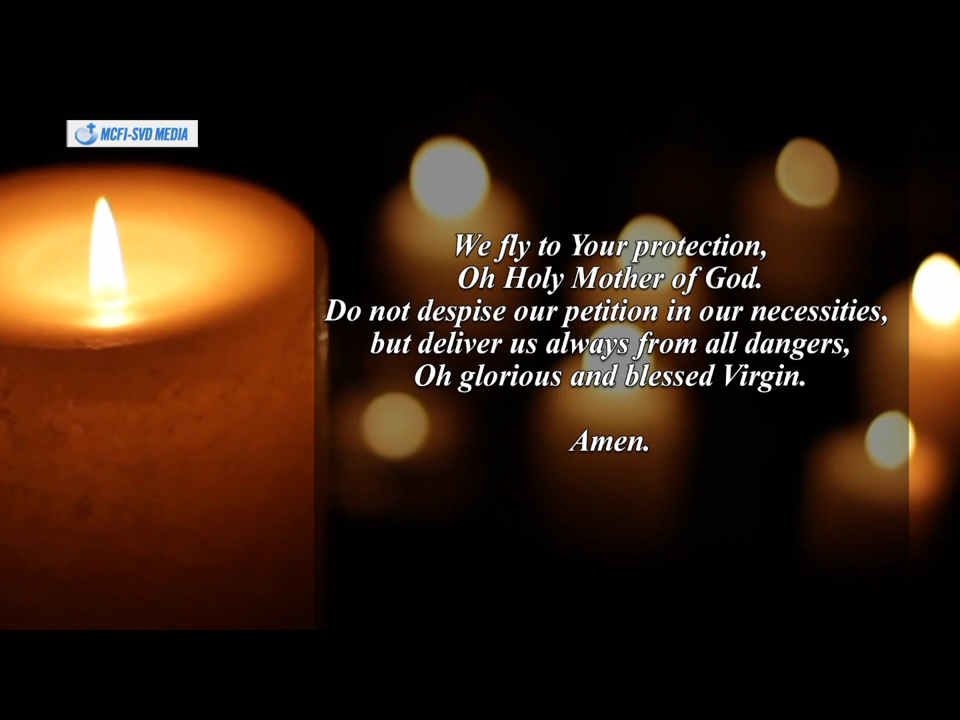 MCFI-SVD MEDIA
We fly to Your protection,
Oh Holy Mother of God.
Do not despise our petition in our necessities,
but deliver us always from all dangers,
Oh glorious and blessed Virgin.
Amen.